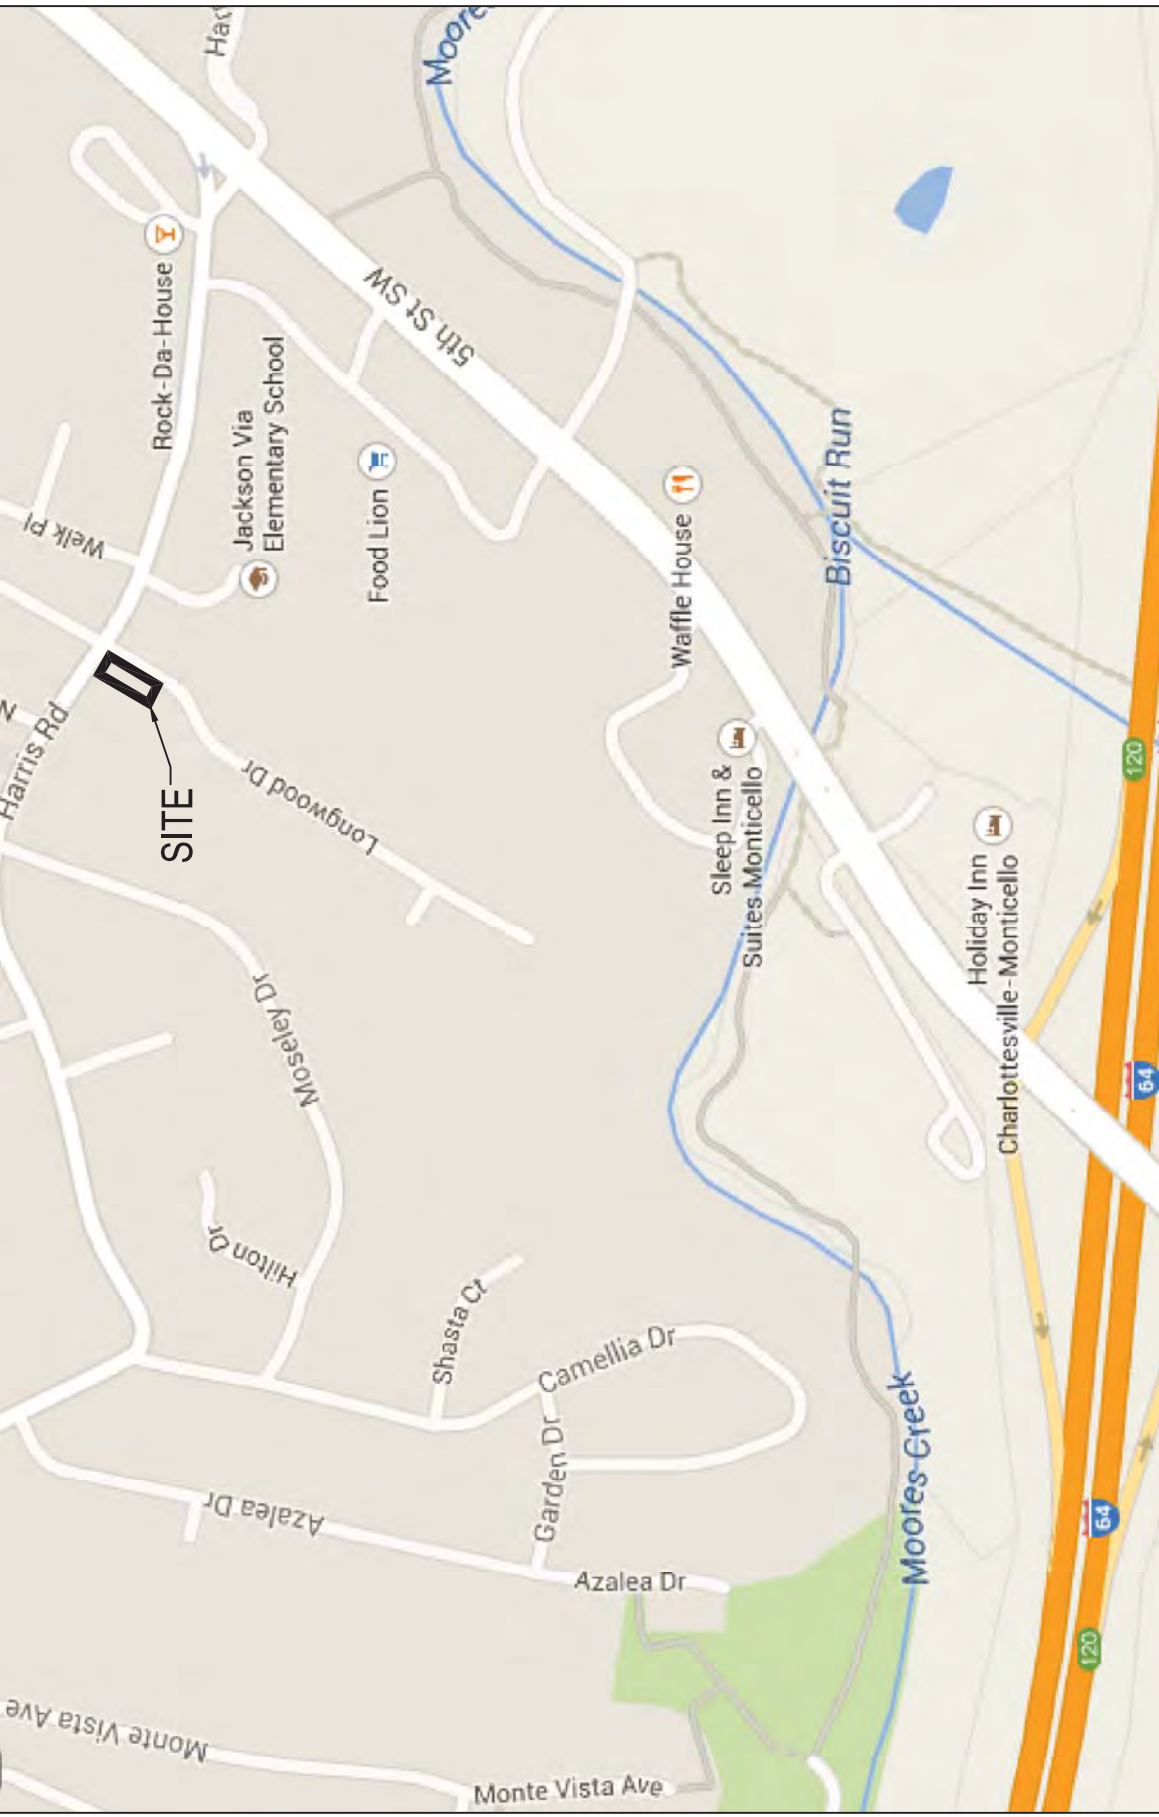 Moores
Har
Rock-Da-House
5th St SW
Jackson Via
Elementary School
Food Lion
Welk Pl
Harris Rd
SITE
Longwood Dr
Waffle House
Biscuit Run
Sleep Inn &
Suites Monticello
Holiday Inn
Charlottesville-Monticello
120
64
Moseley Dr
Hilton Dr
Shasta Ct
Camellia Dr
Garden Dr
Azalea Dr
Azalea Dr
Moores Creek
64
120
Monte Vista Ave
Monte Vista Ave